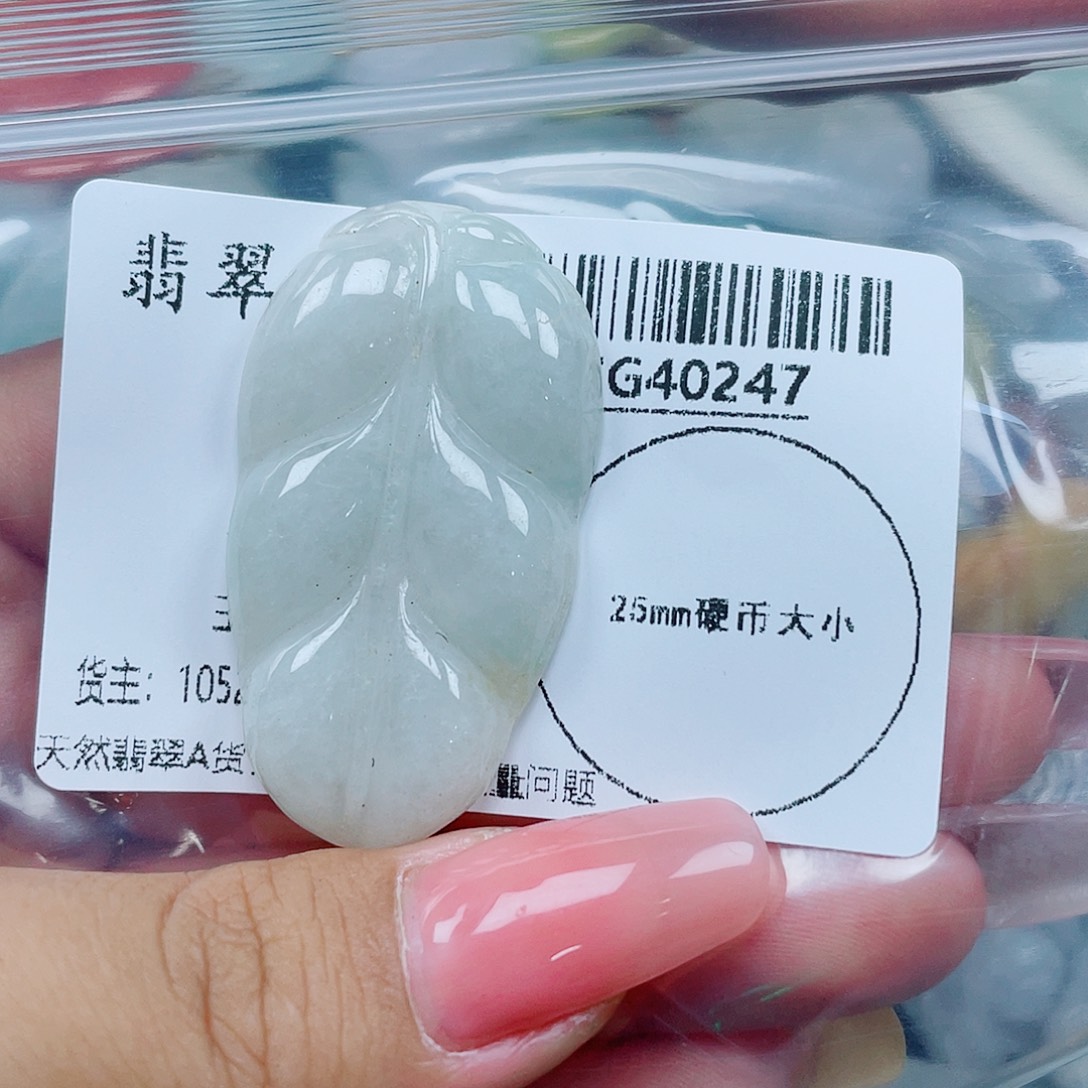 翡翠
G40247
25mm硬币大小
货主：105
天然翡翠A货
问题